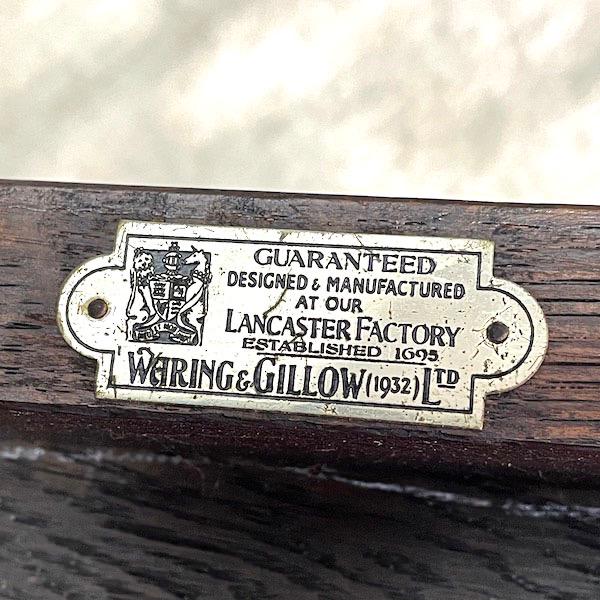 GUARANTEED
DESIGNED & MANUFACTURED
AT OUR
LANCASTER FACTORY
ESTABLISHED 1695
WARING & GILLOW (1932) LTD